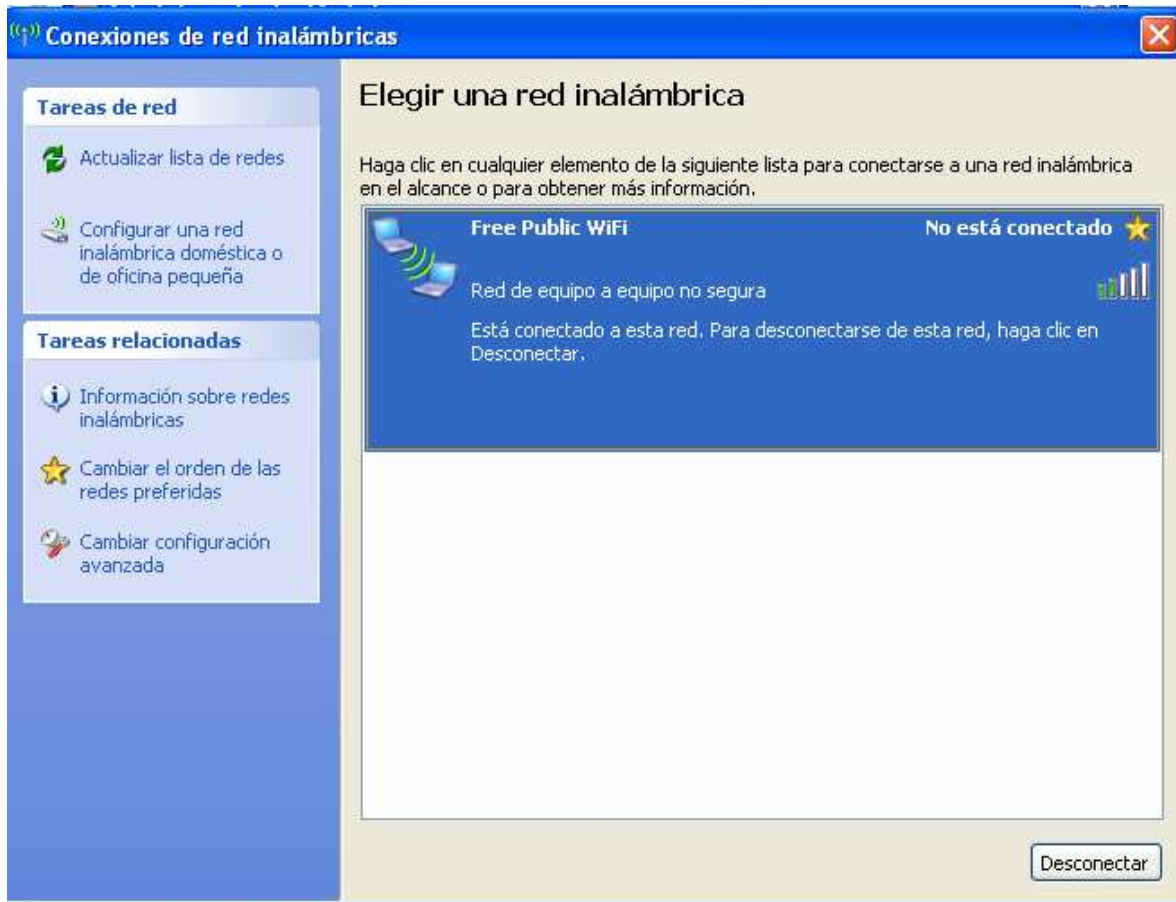 Conexiones de red inalámbricas
Tareas de red
Actualizar lista de redes
Configurar una red
inalámbrica doméstica o
de oficina pequeña
Tareas relacionadas
Información sobre redes
inalámbricas
Cambiar el orden de las
redes preferidas
Cambiar configuración
avanzada
Elegir una red inalámbrica
Haga clic en cualquier elemento de la siguiente lista para conectarse a una red inalámbrica
en el alcance o para obtener más información.
Free Public WiFi No está conectado
Red de equipo a equipo no segura
Está conectado a esta red. Para desconectarse de esta red, haga clic en
Desconectar.
Desconectar